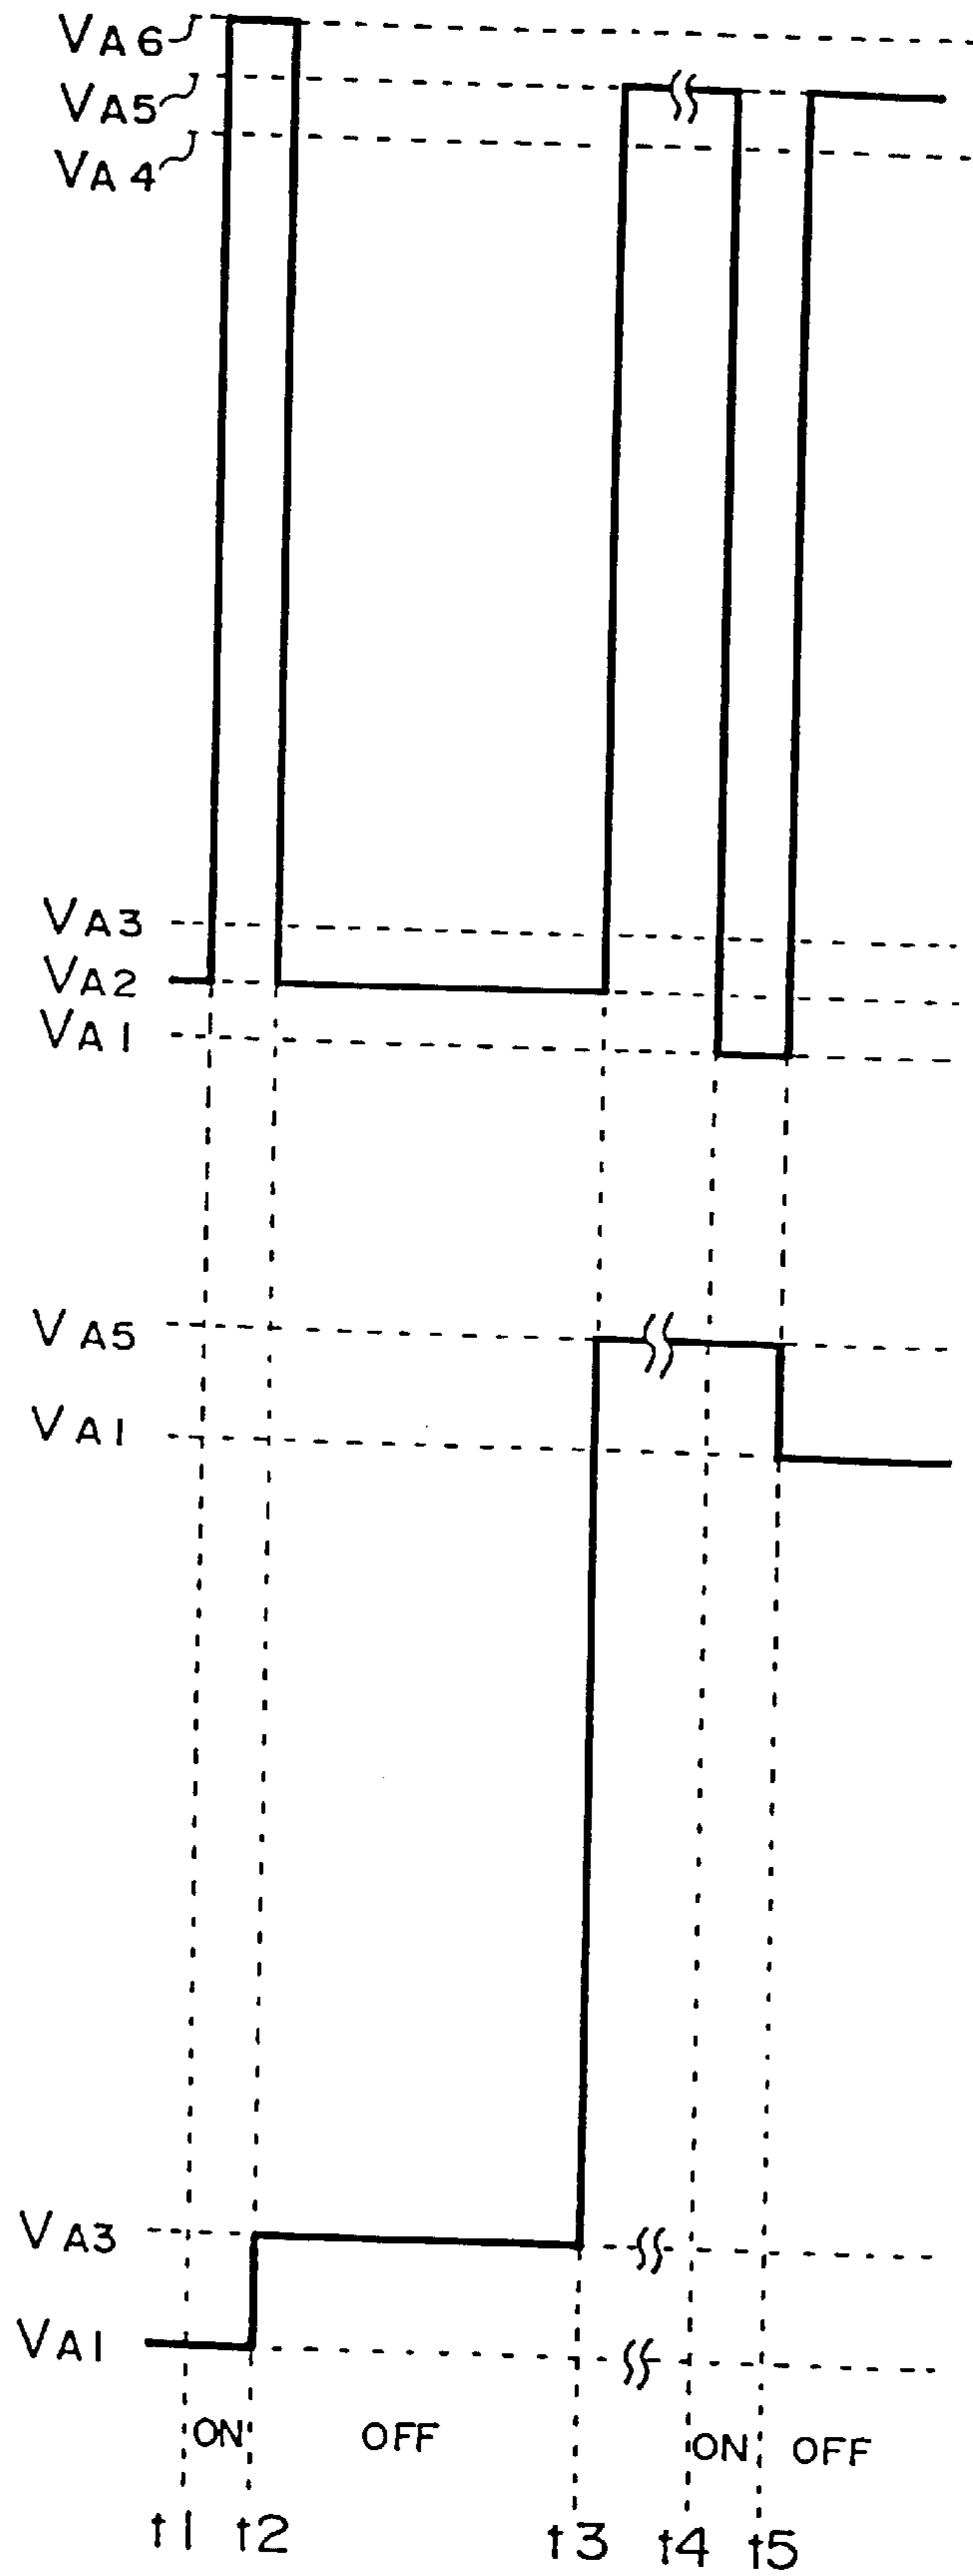 VA6
VA5
VA4
VA3
VA2
VA1
VA5
VA1
VA3
VA1
ON OFF ON OFF
t1 t2 t3 t4 t5